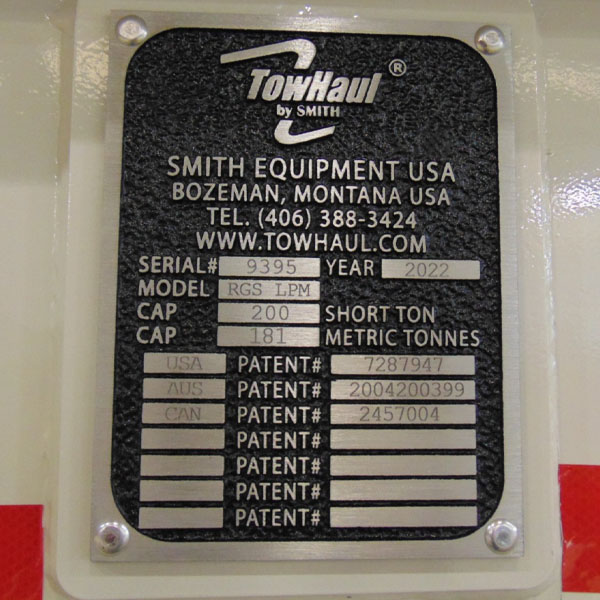 TowHaul ®
by SMITH
SMITH EQUIPMENT USA
BOZEMAN, MONTANA USA
TEL. (406) 388-3424
WWW.TOWHAUL.COM
SERIAL# 9395 YEAR 2022
MODEL RGS LPM
CAP 200 SHORT TON
CAP 181 METRIC TONNES
USA PATENT# 7287947
AUS PATENT# 2004200399
CAN PATENT# 2457004
PATENT#
PATENT#
PATENT#
PATENT#